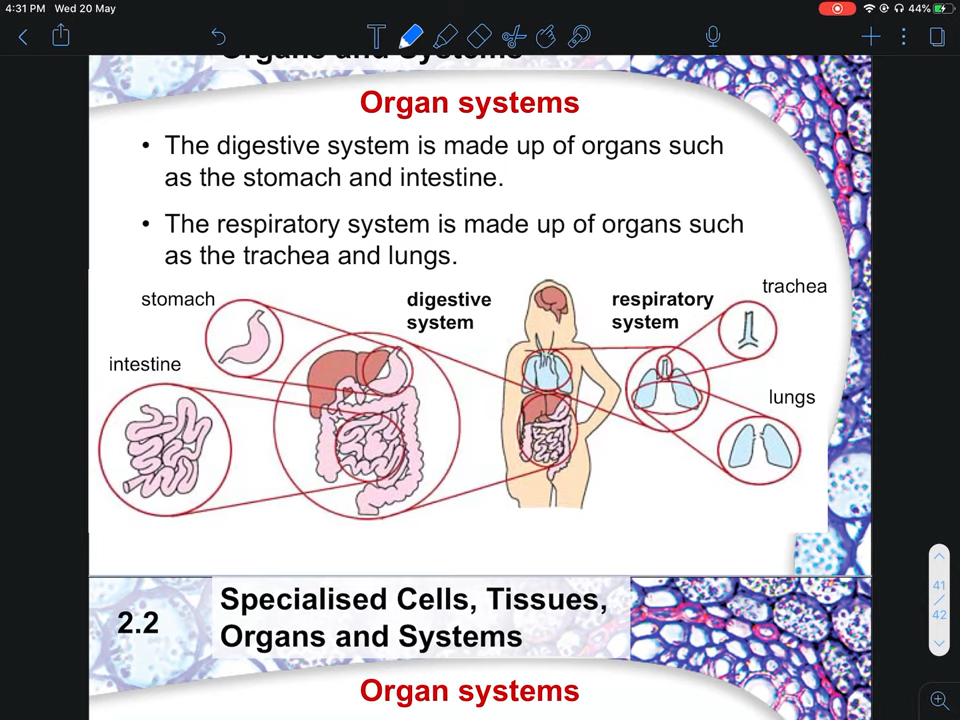 4:31 PM Wed 20 May
44%
Organs and Systems
Organ systems
• The digestive system is made up of organs such
as the stomach and intestine.
• The respiratory system is made up of organs such
as the trachea and lungs.
trachea
stomach
digestive
system
respiratory
system
intestine
lungs
41
/
42
2.2
Specialised Cells, Tissues,
Organs and Systems
Organ systems